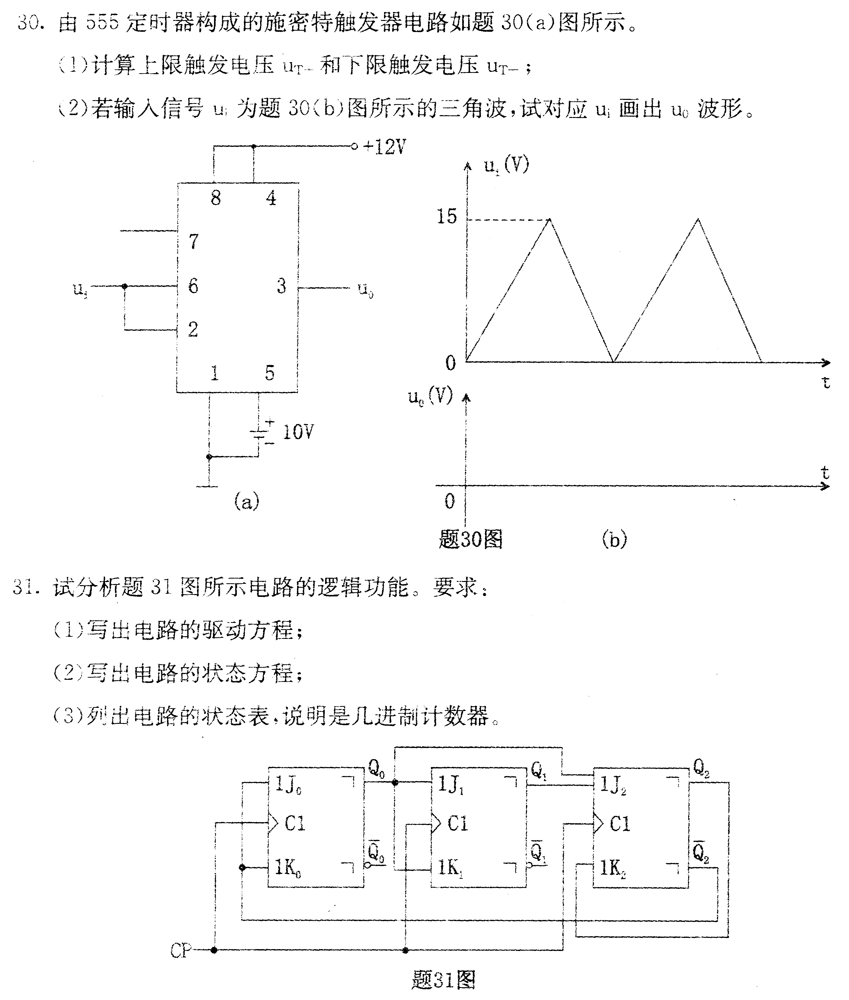 30. 由 555 定时器构成的施密特触发器电路如题 30(a)图所示。
(1)计算上限触发电压 uT- 和下限触发电压 uT-；
(2)若输入信号 ui 为题 30(b)图所示的三角波,试对应 ui 画出 u0 波形。
+12V
8 4
7
ui 6 3 u0
2
1 5
+ 10V -
(a)
ui(V)
15
0
t
u0(V)
t
0
题30图 (b)
31. 试分析题 31 图所示电路的逻辑功能。要求：
(1)写出电路的驱动方程；
(2)写出电路的状态方程；
(3)列出电路的状态表,说明是几进制计数器。
1J0 Q0 1J1 Q1 1J2 Q2
C1 C1 C1
1K0 Q̅0 1K1 Q̅1 1K2 Q̅2
CP
题31图